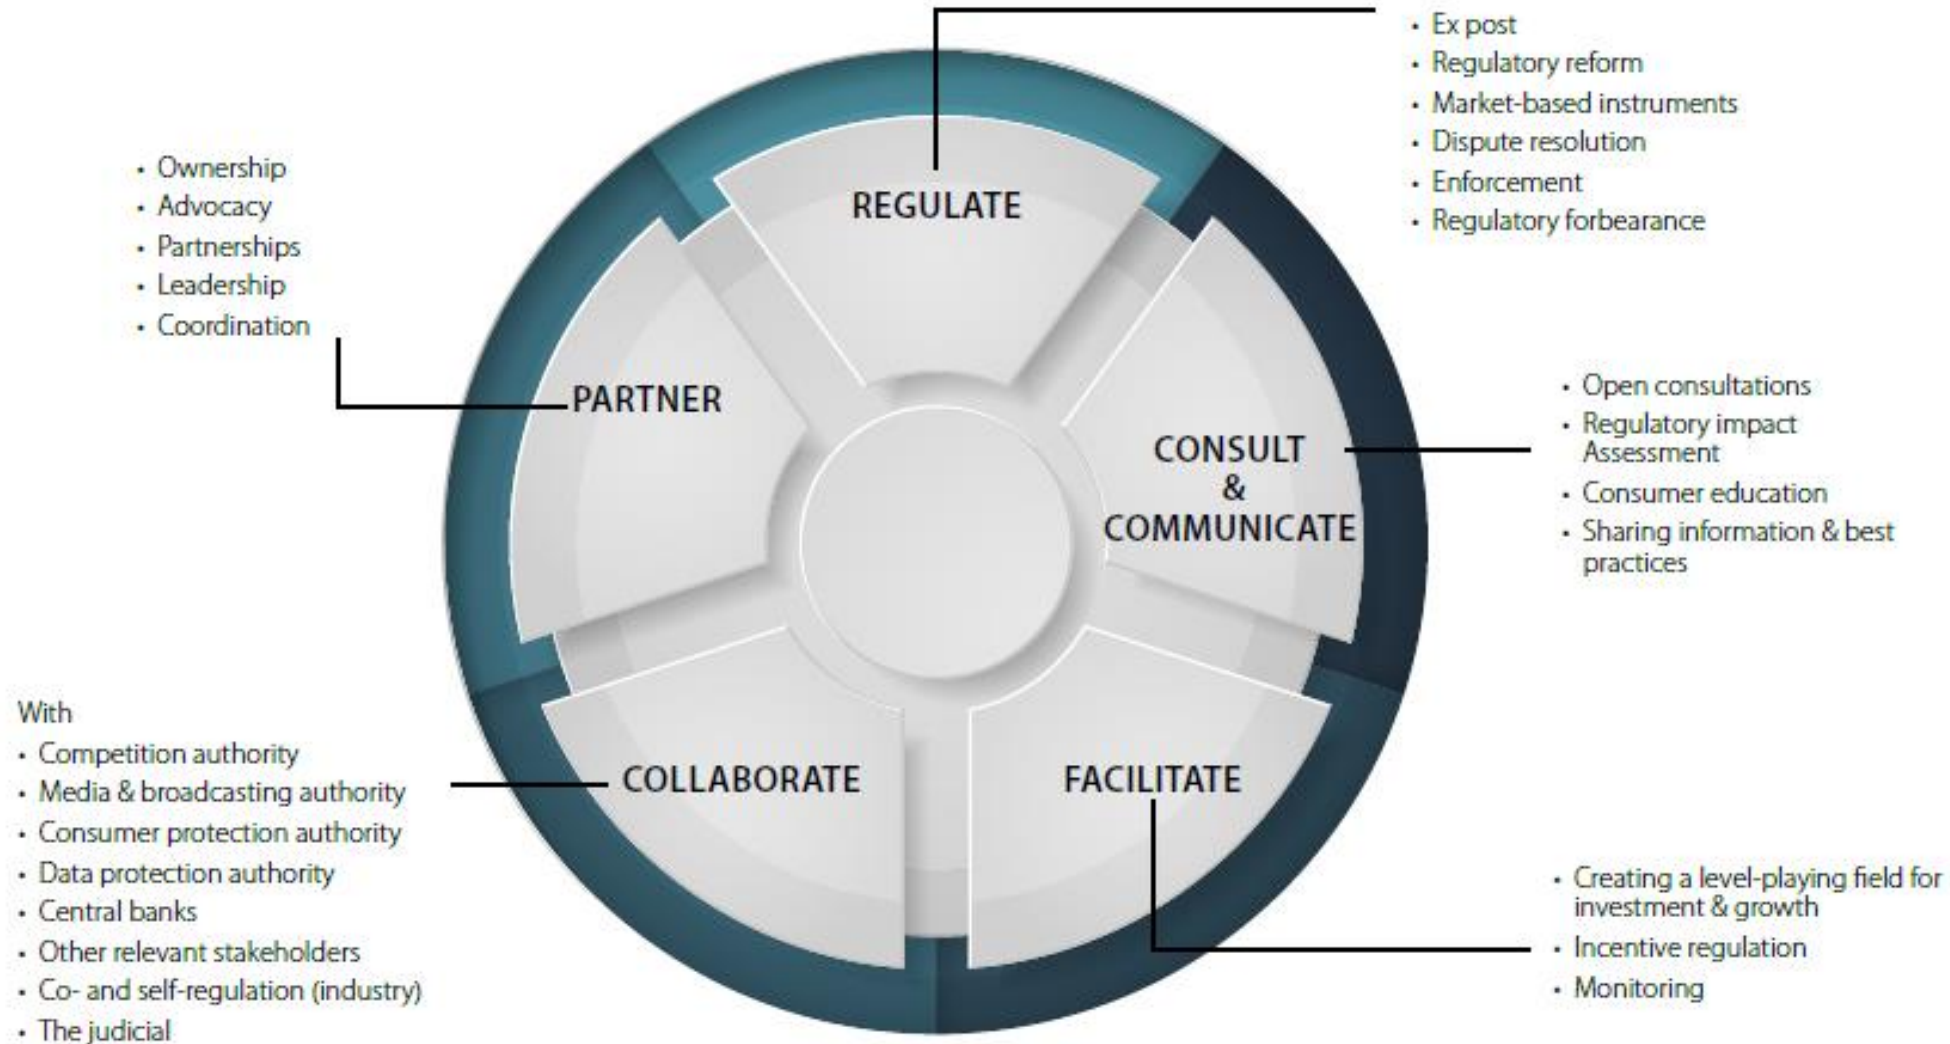 REGULATE
• Ex post
• Regulatory reform
• Market-based instruments
• Dispute resolution
• Enforcement
• Regulatory forbearance
CONSULT
&
COMMUNICATE
• Open consultations
• Regulatory impact
Assessment
• Consumer education
• Sharing information & best
practices
FACILITATE
• Creating a level-playing field for
investment & growth
• Incentive regulation
• Monitoring
COLLABORATE
With
• Competition authority
• Media & broadcasting authority
• Consumer protection authority
• Data protection authority
• Central banks
• Other relevant stakeholders
• Co- and self-regulation (industry)
• The judicial
PARTNER
• Ownership
• Advocacy
• Partnerships
• Leadership
• Coordination